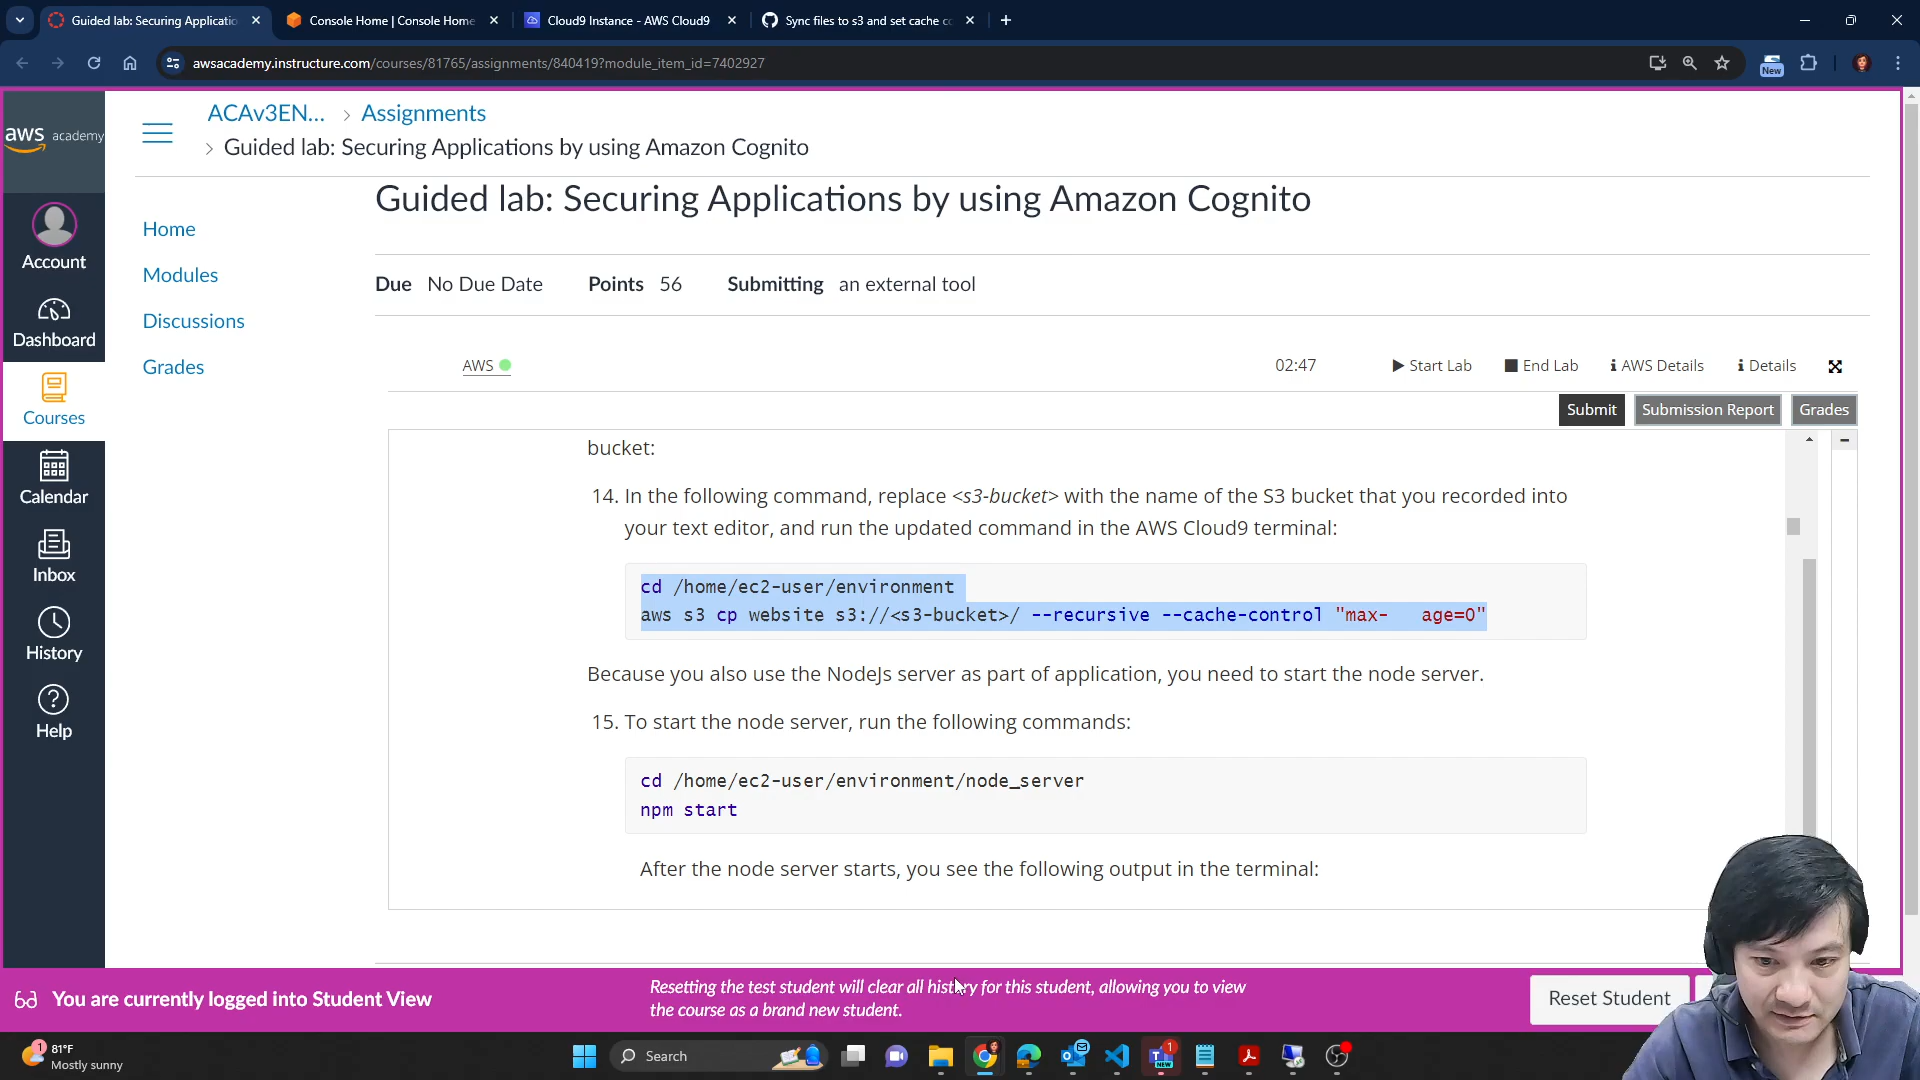 Guided lab: Securing Applicatio
Console Home | Console Home
Cloud9 Instance - AWS Cloud9
Sync files to s3 and set cache co
awsacademy.instructure.com/courses/81765/assignments/840419?module_item_id=7402927
New
aws academy
ACAv3EN... > Assignments
> Guided lab: Securing Applications by using Amazon Cognito
Account
Dashboard
Courses
Calendar
Inbox
History
Help
Home
Modules
Discussions
Grades
Guided lab: Securing Applications by using Amazon Cognito
Due No Due Date Points 56 Submitting an external tool
AWS 02:47 Start Lab End Lab AWS Details Details
Submit Submission Report Grades
bucket:
14. In the following command, replace <s3-bucket> with the name of the S3 bucket that you recorded into
your text editor, and run the updated command in the AWS Cloud9 terminal:
cd /home/ec2-user/environment
aws s3 cp website s3://<s3-bucket>/ --recursive --cache-control "max- age=0"
Because you also use the NodeJs server as part of application, you need to start the node server.
15. To start the node server, run the following commands:
cd /home/ec2-user/environment/node_server
npm start
After the node server starts, you see the following output in the terminal:
You are currently logged into Student View
Resetting the test student will clear all history for this student, allowing you to view
the course as a brand new student.
Reset Student
1
81°F
Mostly sunny
Search
1
NEW